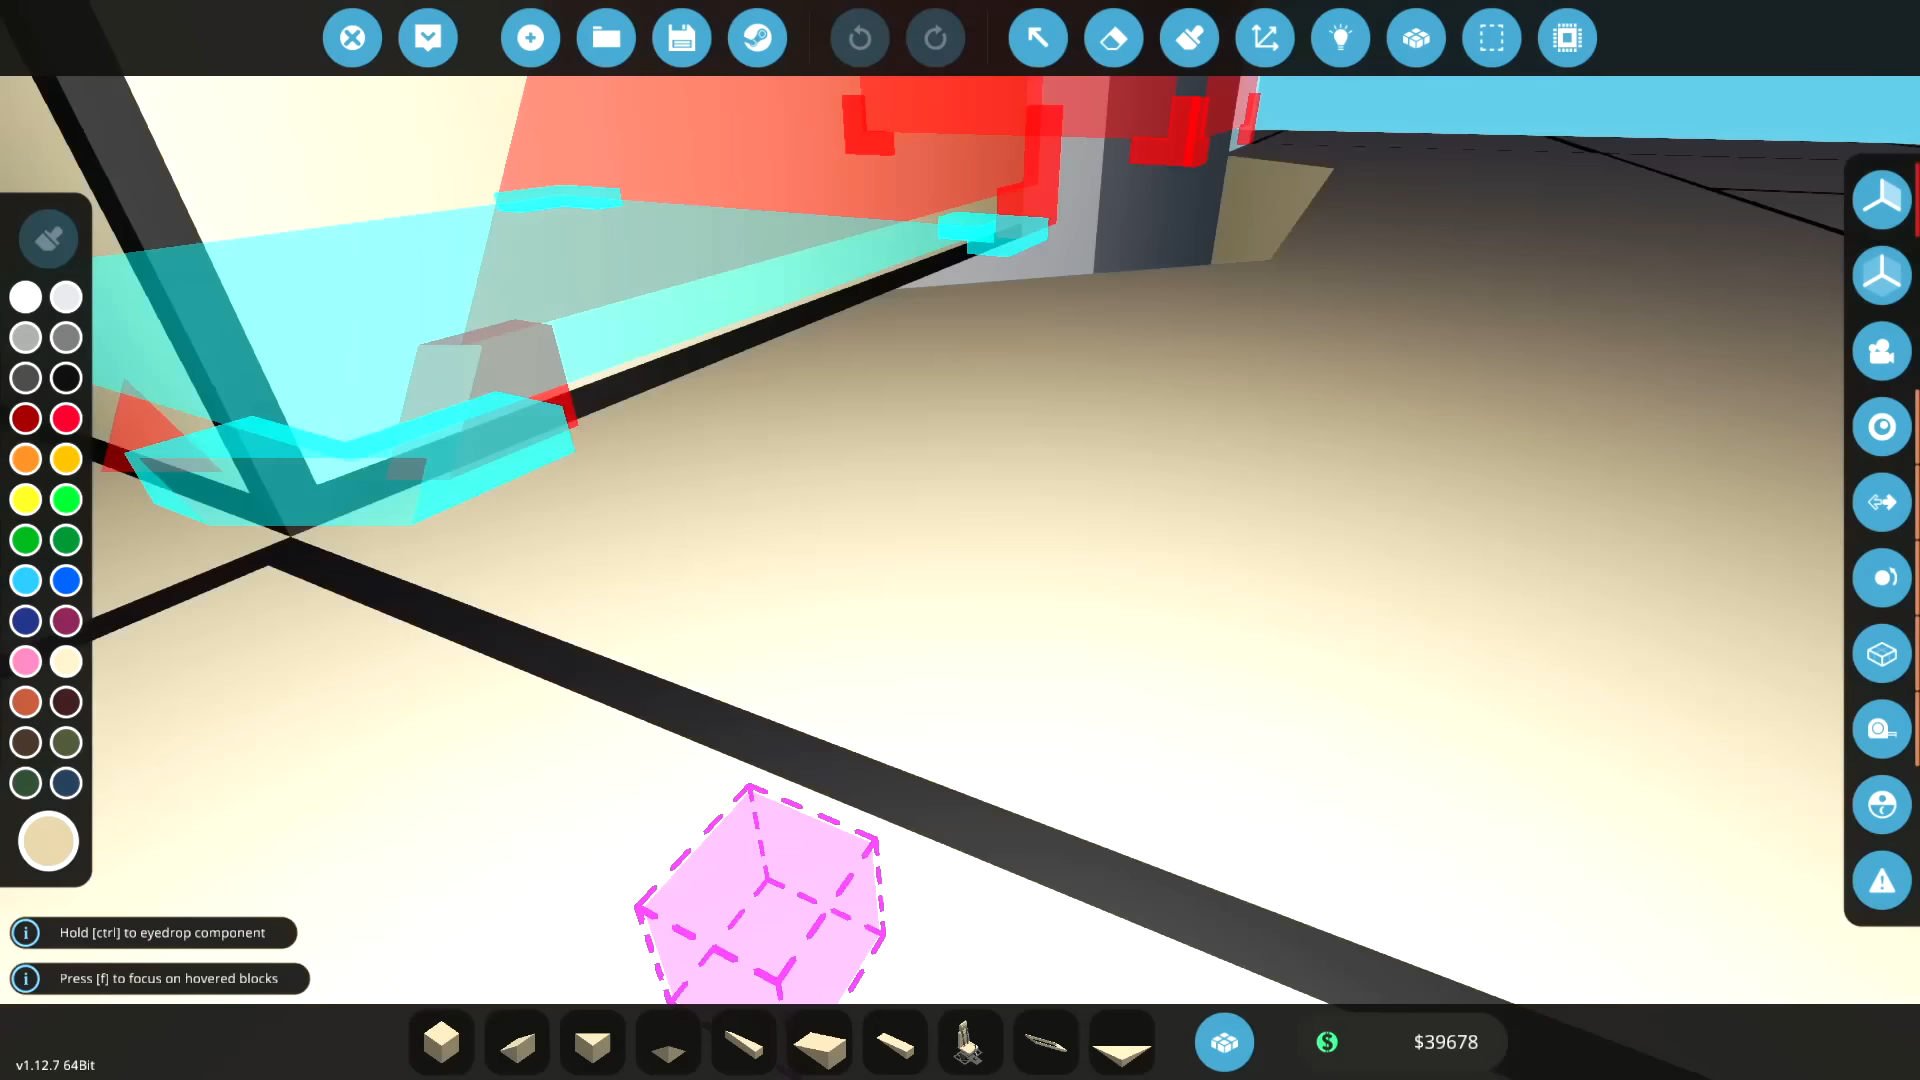 Hold [ctrl] to eyedrop component
Press [f] to focus on hovered blocks
$39678
v1.12.7 64Bit